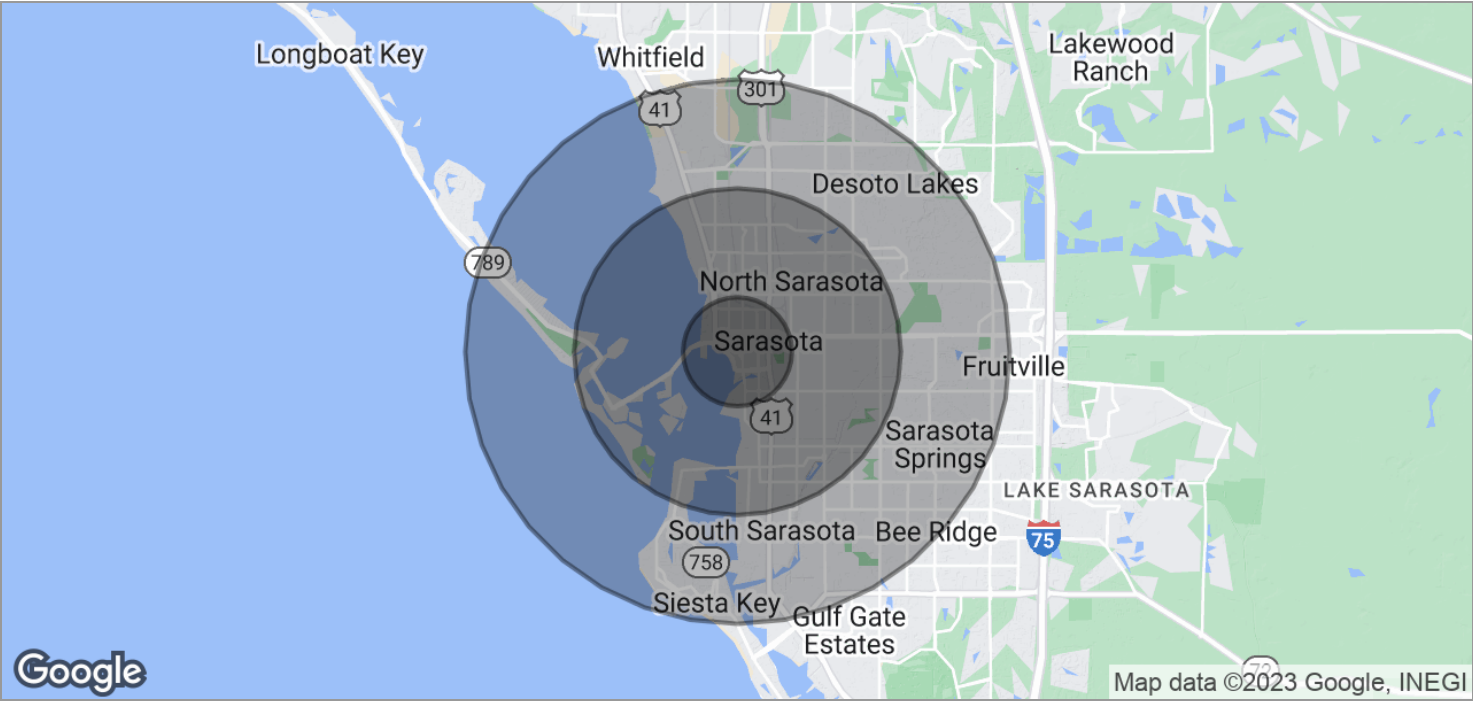 Longboat Key
Whitfield
Lakewood
Ranch
301
41
Desoto Lakes
789
North Sarasota
Sarasota
Fruitville
41
Sarasota
Springs
LAKE SARASOTA
South Sarasota
Bee Ridge
75
758
Siesta Key
Gulf Gate
Estates
72
Google
Map data ©2023 Google, INEGI